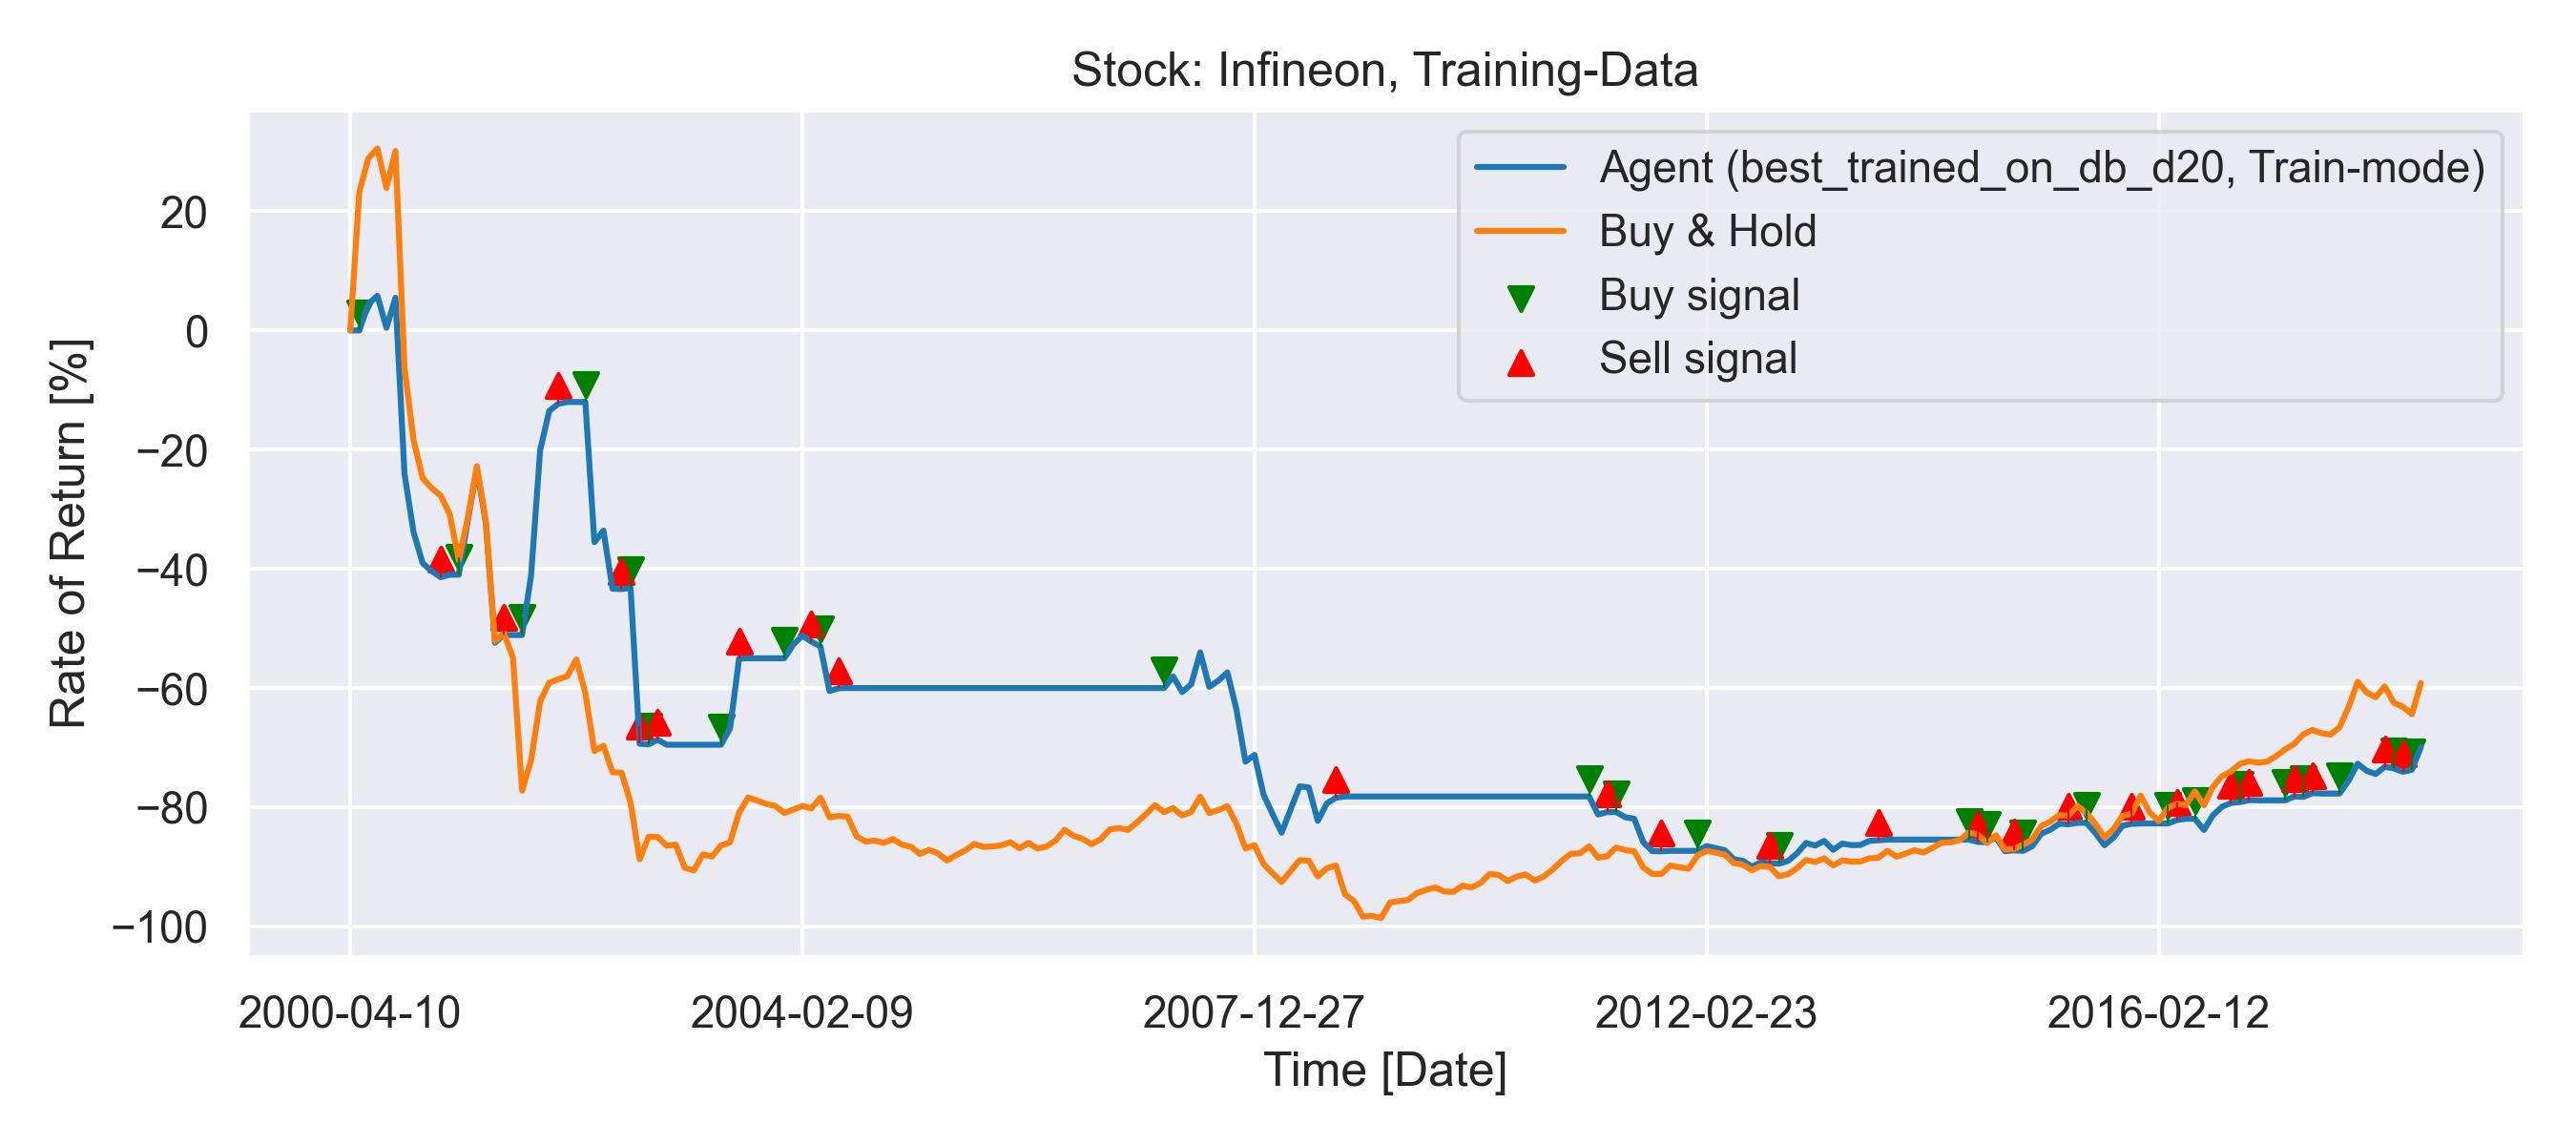 Stock: Infineon, Training-Data
Agent (best_trained_on_db_d20, Train-mode)
Buy & Hold
Buy signal
Sell signal
Rate of Return [%]
20
0
−20
−40
−60
−80
−100
2000-04-10
2004-02-09
2007-12-27
2012-02-23
2016-02-12
Time [Date]